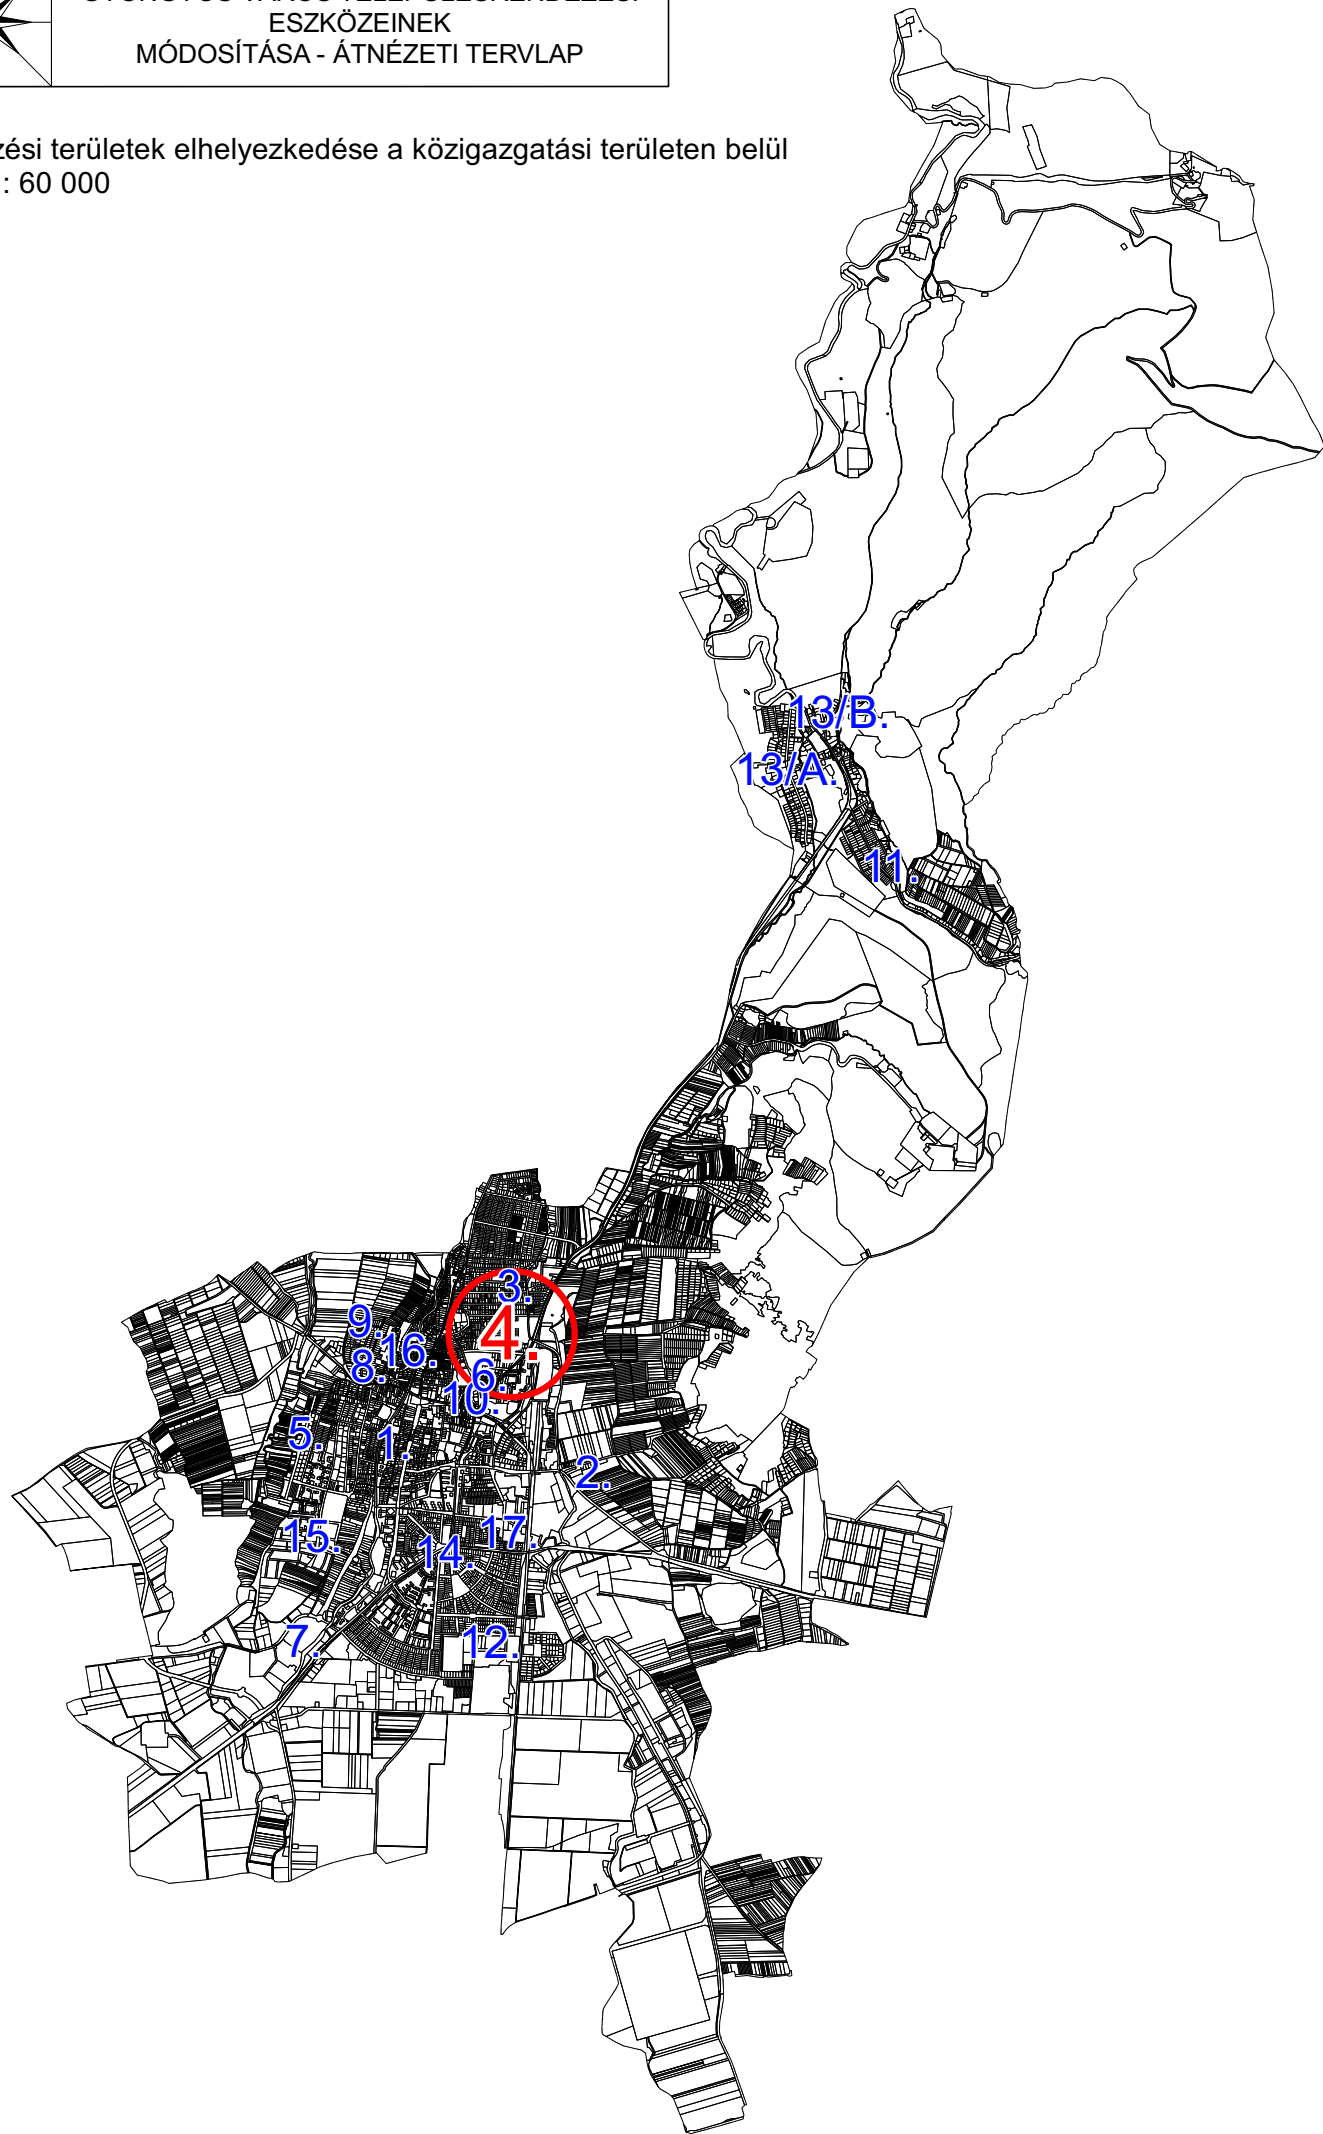 ESZKÖZEINEK
MÓDOSÍTÁSA - ÁTNÉZETI TERVLAP
területek elhelyezkedése a közigazgatási területen belül
: 60 000
13/B.
13/A.
11.
3.
4.
9.
16.
8.
6.
10.
5.
1.
2.
15.
14.
17.
7.
12.